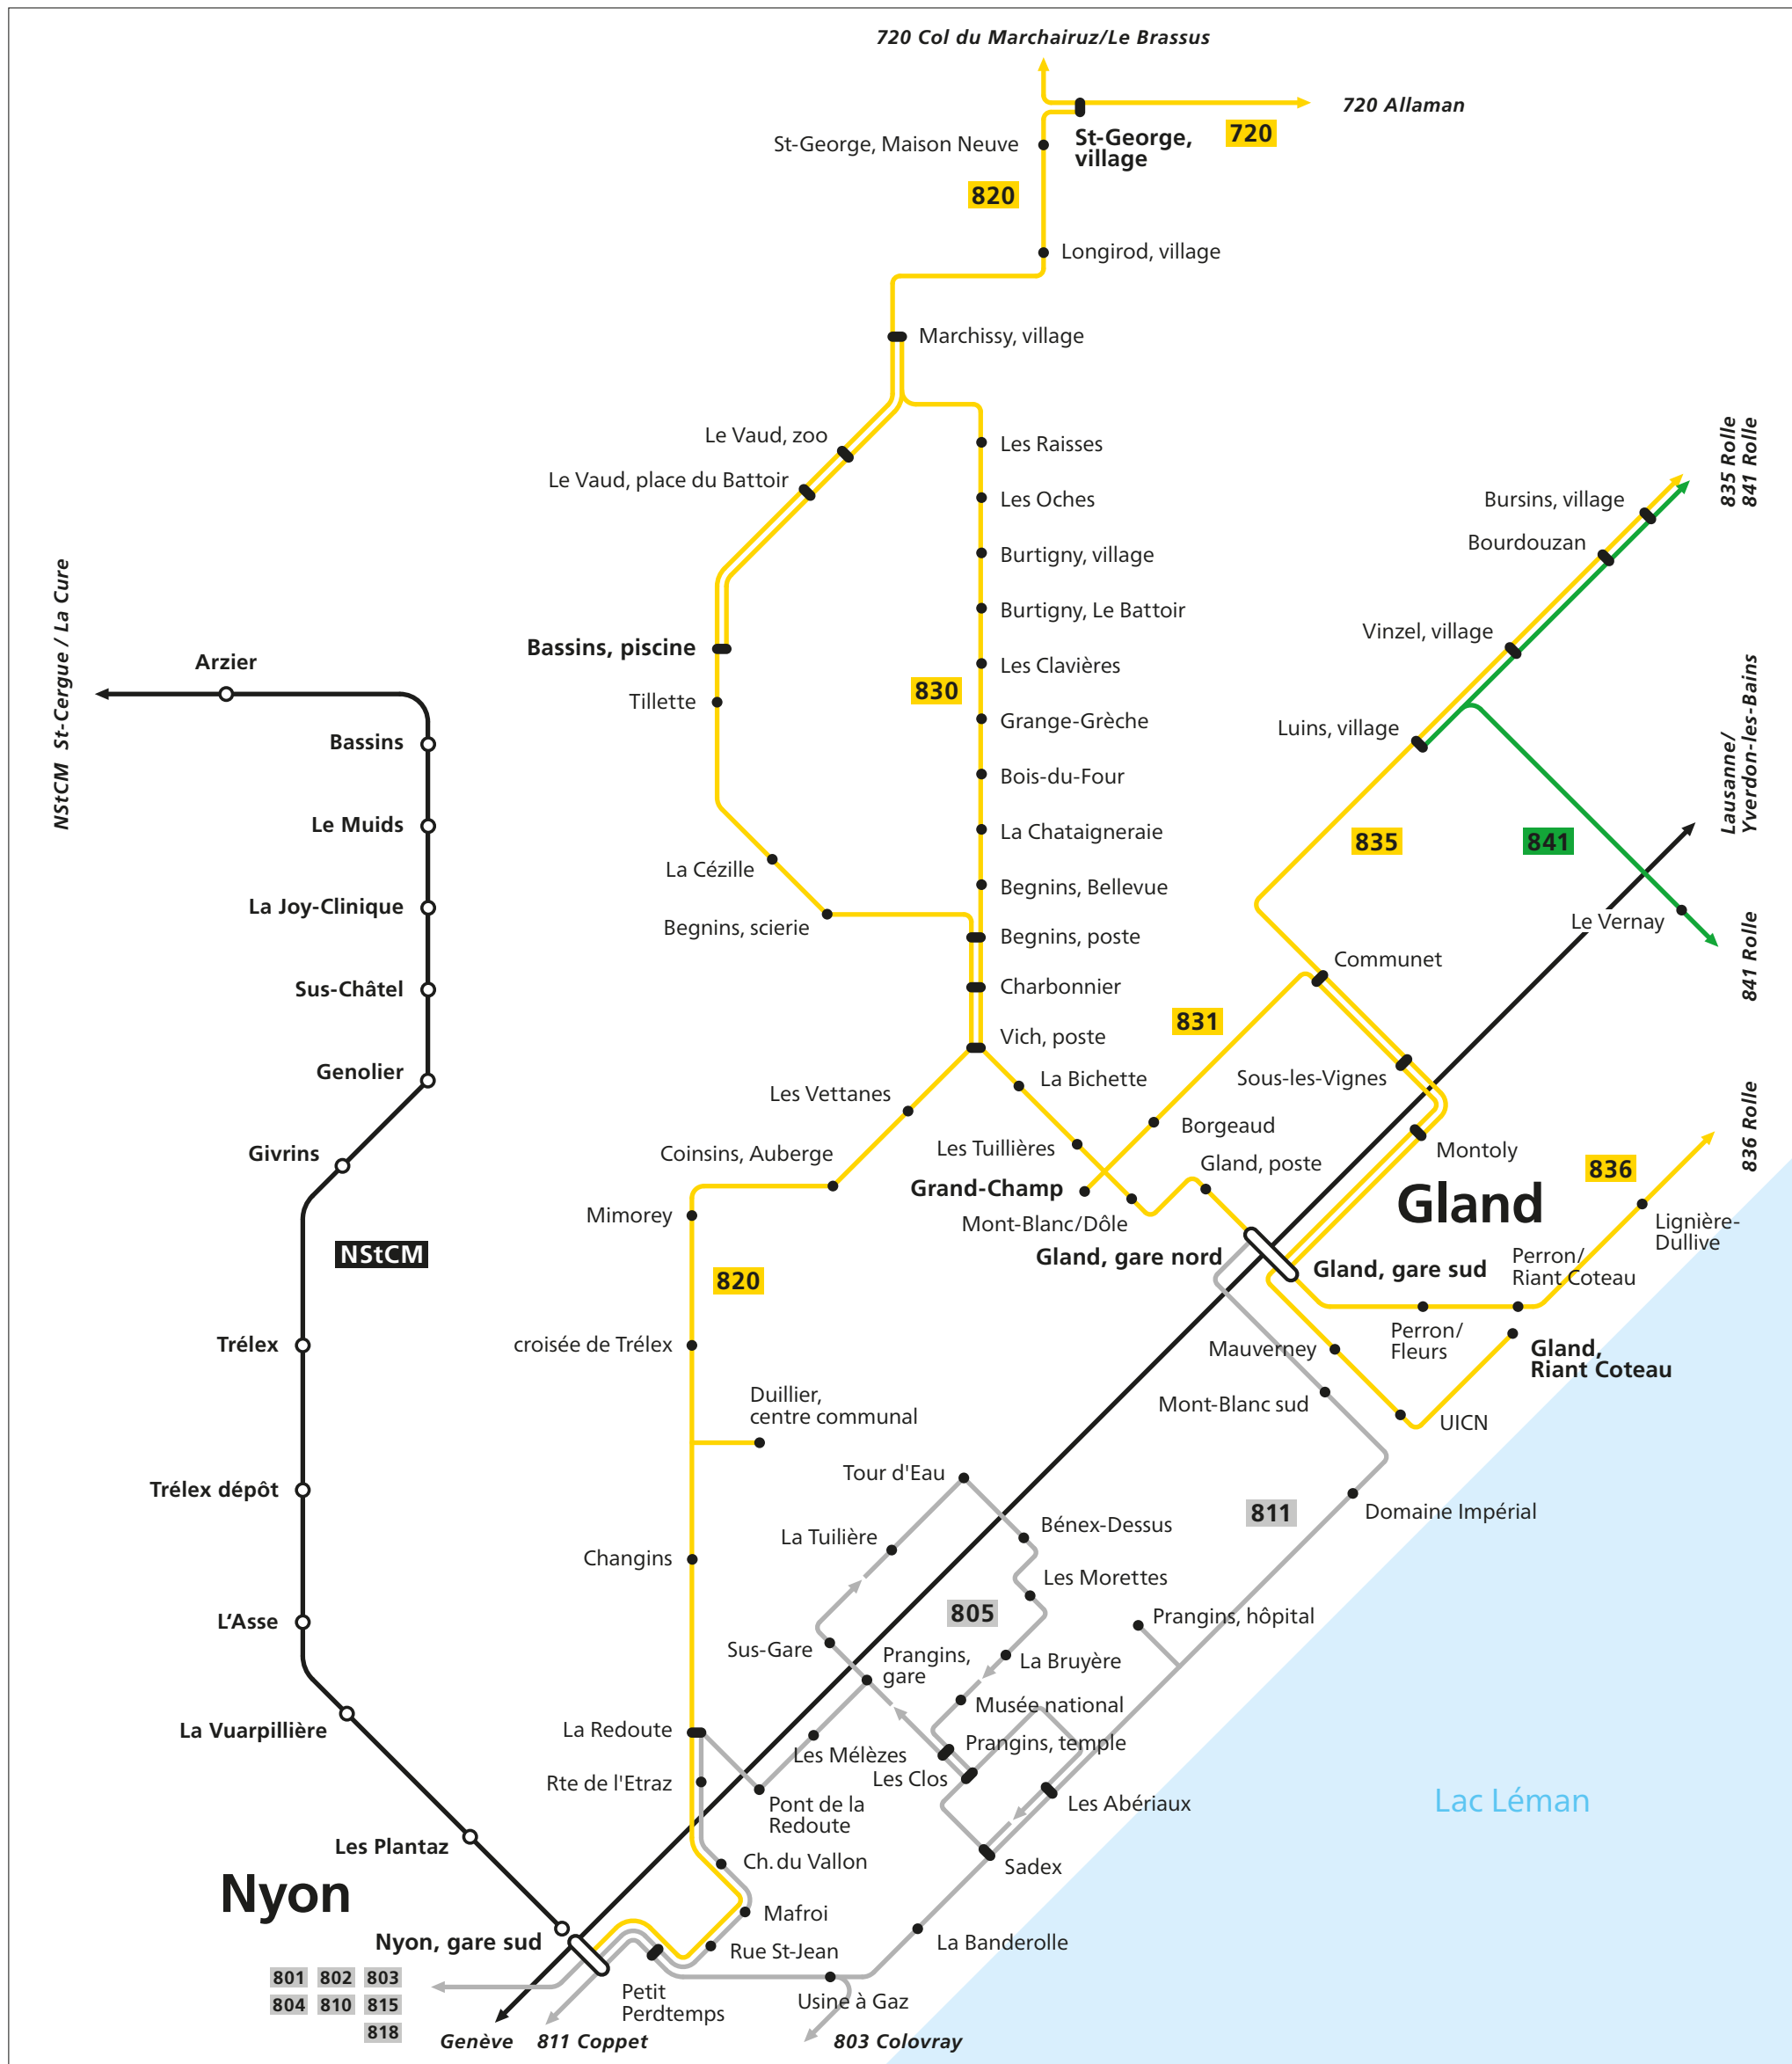 720 Col du Marchairuz/Le Brassus
720 Allaman
720
St-George, Maison Neuve
St-George,
village
820
Longirod, village
Marchissy, village
Le Vaud, zoo
Les Raisses
Le Vaud, place du Battoir
Les Oches
Burtigny, village
Burtigny, Le Battoir
Bassins, piscine
Les Clavières
Tillette
830
Grange-Grèche
Bois-du-Four
La Chataigneraie
La Cézille
Begnins, Bellevue
Begnins, scierie
Begnins, poste
Charbonnier
Vich, poste
835 Rolle
841 Rolle
Bursins, village
Bourdouzan
Vinzel, village
Luins, village
835
841
Lausanne/
Yverdon-les-Bains
Le Vernay
841 Rolle
Communet
831
Sous-les-Vignes
Borgeaud
Montoly
836 Rolle
836
Gland
Lignière-
Dullive
NStCM St-Cergue / La Cure
Arzier
Bassins
Le Muids
La Joy-Clinique
Sus-Châtel
Genolier
Givrins
NStCM
Trélex
Trélex dépôt
L'Asse
La Vuarpillière
Les Plantaz
Nyon
Nyon, gare sud
801 802 803
804 810 815
818
Genève
811 Coppet
803 Colovray
Les Vettanes
La Bichette
Coinsins, Auberge
Les Tuillières
Grand-Champ
Gland, poste
Mimorey
Mont-Blanc/Dôle
Gland, gare nord
Gland, gare sud
Perron/
Riant Coteau
820
croisée de Trélex
Mauverney
Perron/
Fleurs
Gland,
Riant Coteau
Duillier,
centre communal
Mont-Blanc sud
UICN
Tour d'Eau
811
Domaine Impérial
La Tuilière
Bénex-Dessus
Changins
Les Morettes
805
Prangins, hôpital
Sus-Gare
Prangins,
gare
La Bruyère
Musée national
La Redoute
Les Mélèzes
Prangins, temple
Les Clos
Rte de l'Etraz
Pont de la
Redoute
Les Abériaux
Lac Léman
Ch. du Vallon
Sadex
Mafroi
Rue St-Jean
La Banderolle
Petit
Perdtemps
Usine à Gaz